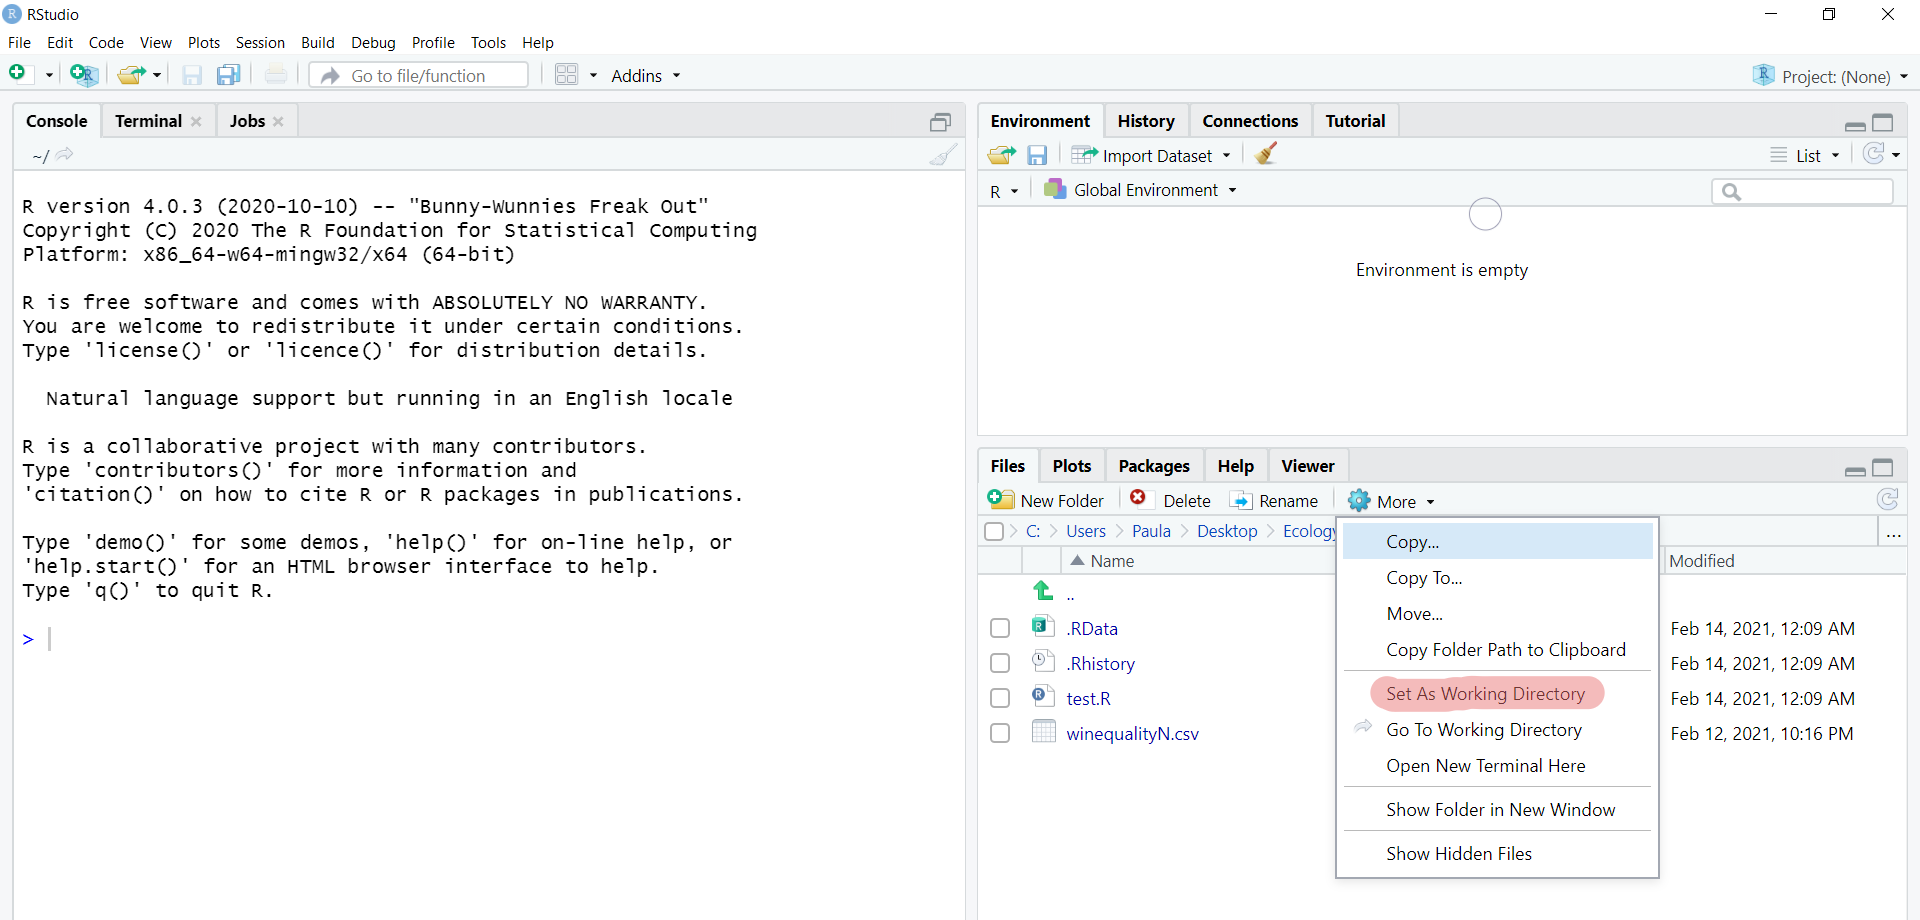 RStudio
File Edit Code View Plots Session Build Debug Profile Tools Help
Go to file/function Addins Project: (None)
Console Terminal Jobs
~/
R version 4.0.3 (2020-10-10) -- "Bunny-Wunnies Freak Out"
Copyright (C) 2020 The R Foundation for Statistical Computing
Platform: x86_64-w64-mingw32/x64 (64-bit)
R is free software and comes with ABSOLUTELY NO WARRANTY.
You are welcome to redistribute it under certain conditions.
Type 'license()' or 'licence()' for distribution details.
Natural language support but running in an English locale
R is a collaborative project with many contributors.
Type 'contributors()' for more information and
'citation()' on how to cite R or R packages in publications.
Type 'demo()' for some demos, 'help()' for on-line help, or
'help.start()' for an HTML browser interface to help.
Type 'q()' to quit R.
>
Environment History Connections Tutorial
Import Dataset List
R Global Environment
Environment is empty
Files Plots Packages Help Viewer
New Folder Delete Rename More
C: Users Paula Desktop Ecology ...
Name Modified
..
.RData Feb 14, 2021, 12:09 AM
.Rhistory Feb 14, 2021, 12:09 AM
test.R Feb 14, 2021, 12:09 AM
winequalityN.csv Feb 12, 2021, 10:16 PM
Copy...
Copy To...
Move...
Copy Folder Path to Clipboard
Set As Working Directory
Go To Working Directory
Open New Terminal Here
Show Folder in New Window
Show Hidden Files